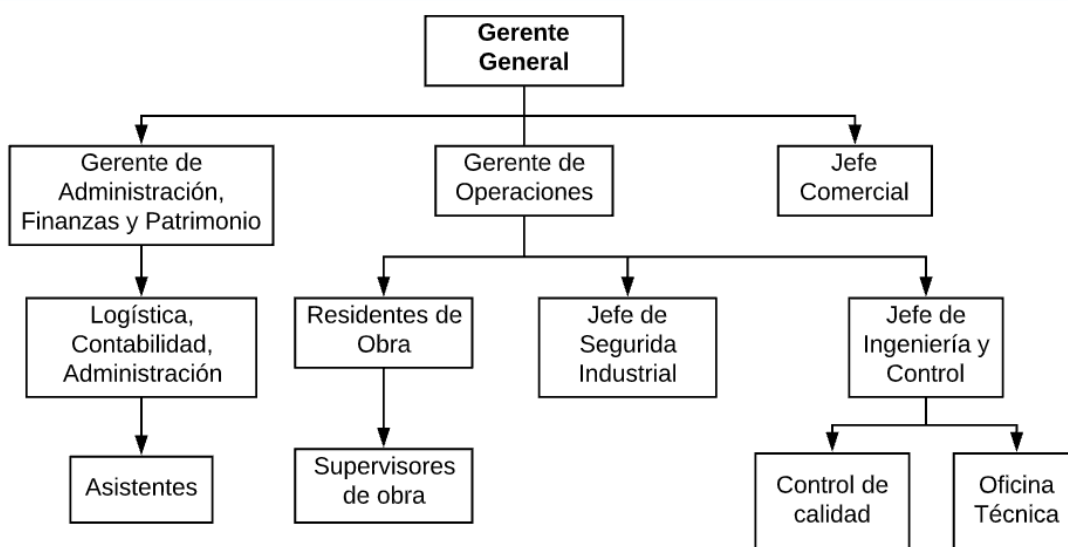 Gerente
General
Gerente de
Administración,
Finanzas y Patrimonio
Gerente de
Operaciones
Jefe
Comercial
Logística,
Contabilidad,
Administración
Residentes de
Obra
Jefe de
Segurida
Industrial
Jefe de
Ingeniería y
Control
Asistentes
Supervisores
de obra
Control de
calidad
Oficina
Técnica